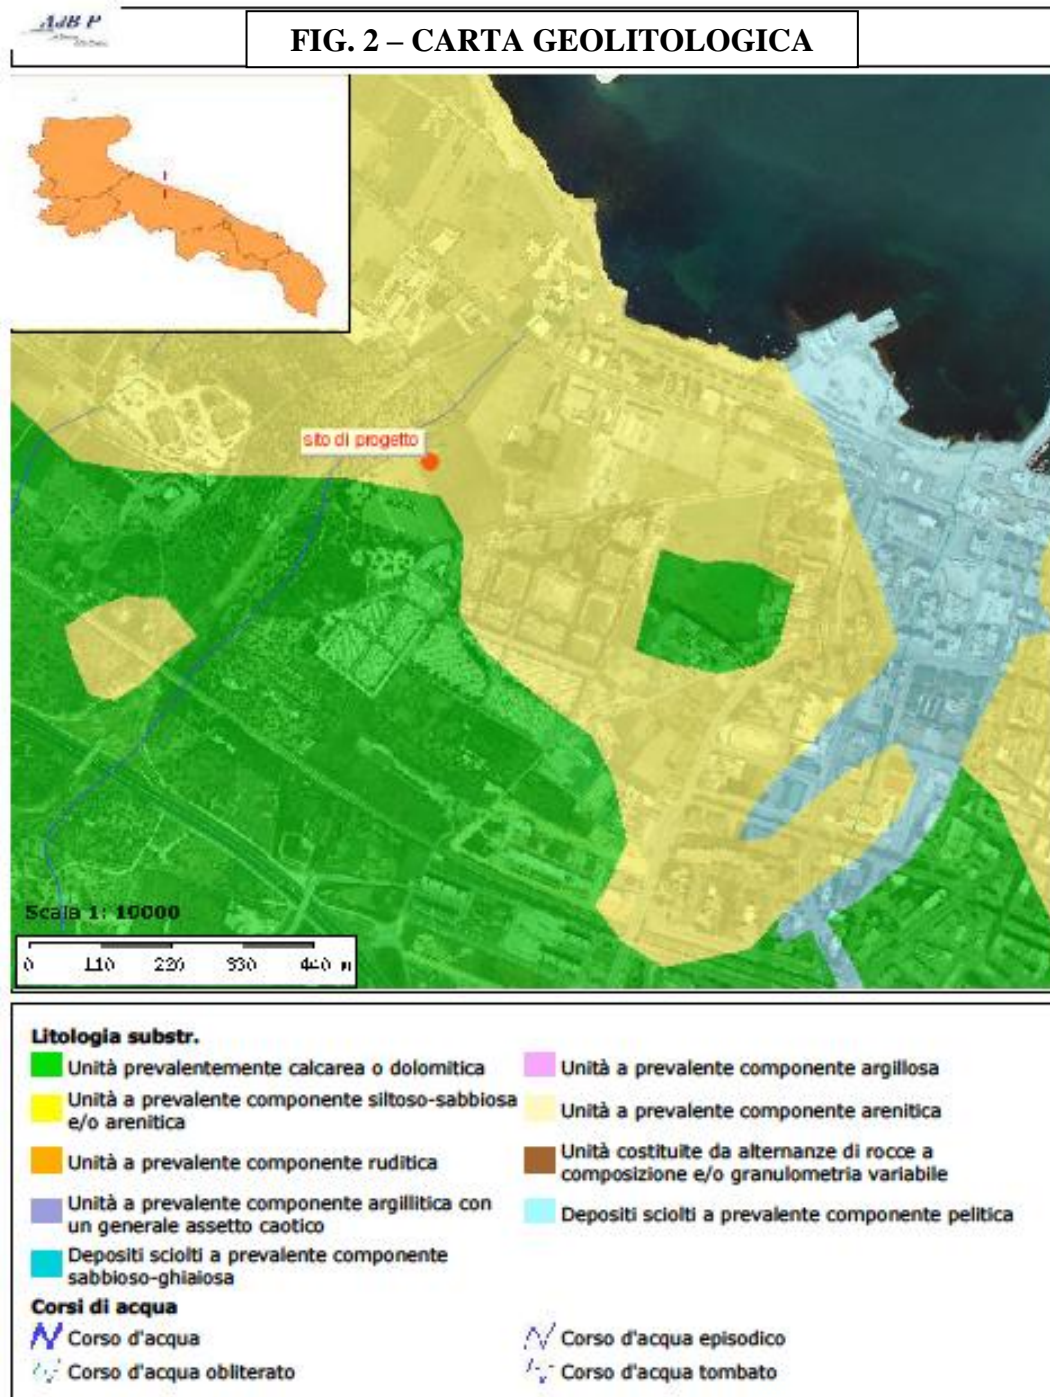 AdB P
FIG. 2 – CARTA GEOLITOLOGICA
sito di progetto
Scala 1: 10000
0 110 220 330 440 m
Litologia substr.
Unità prevalentemente calcarea o dolomitica
Unità a prevalente componente siltoso-sabbiosa
e/o arenitica
Unità a prevalente componente ruditica
Unità a prevalente componente argillitica con
un generale assetto caotico
Depositi sciolti a prevalente componente
sabbioso-ghiaiosa
Unità a prevalente componente argillosa
Unità a prevalente componente arenitica
Unità costituite da alternanze di rocce a
composizione e/o granulometria variabile
Depositi sciolti a prevalente componente pelitica
Corsi di acqua
Corso d'acqua
Corso d'acqua obliterato
Corso d'acqua episodico
Corso d'acqua tombato